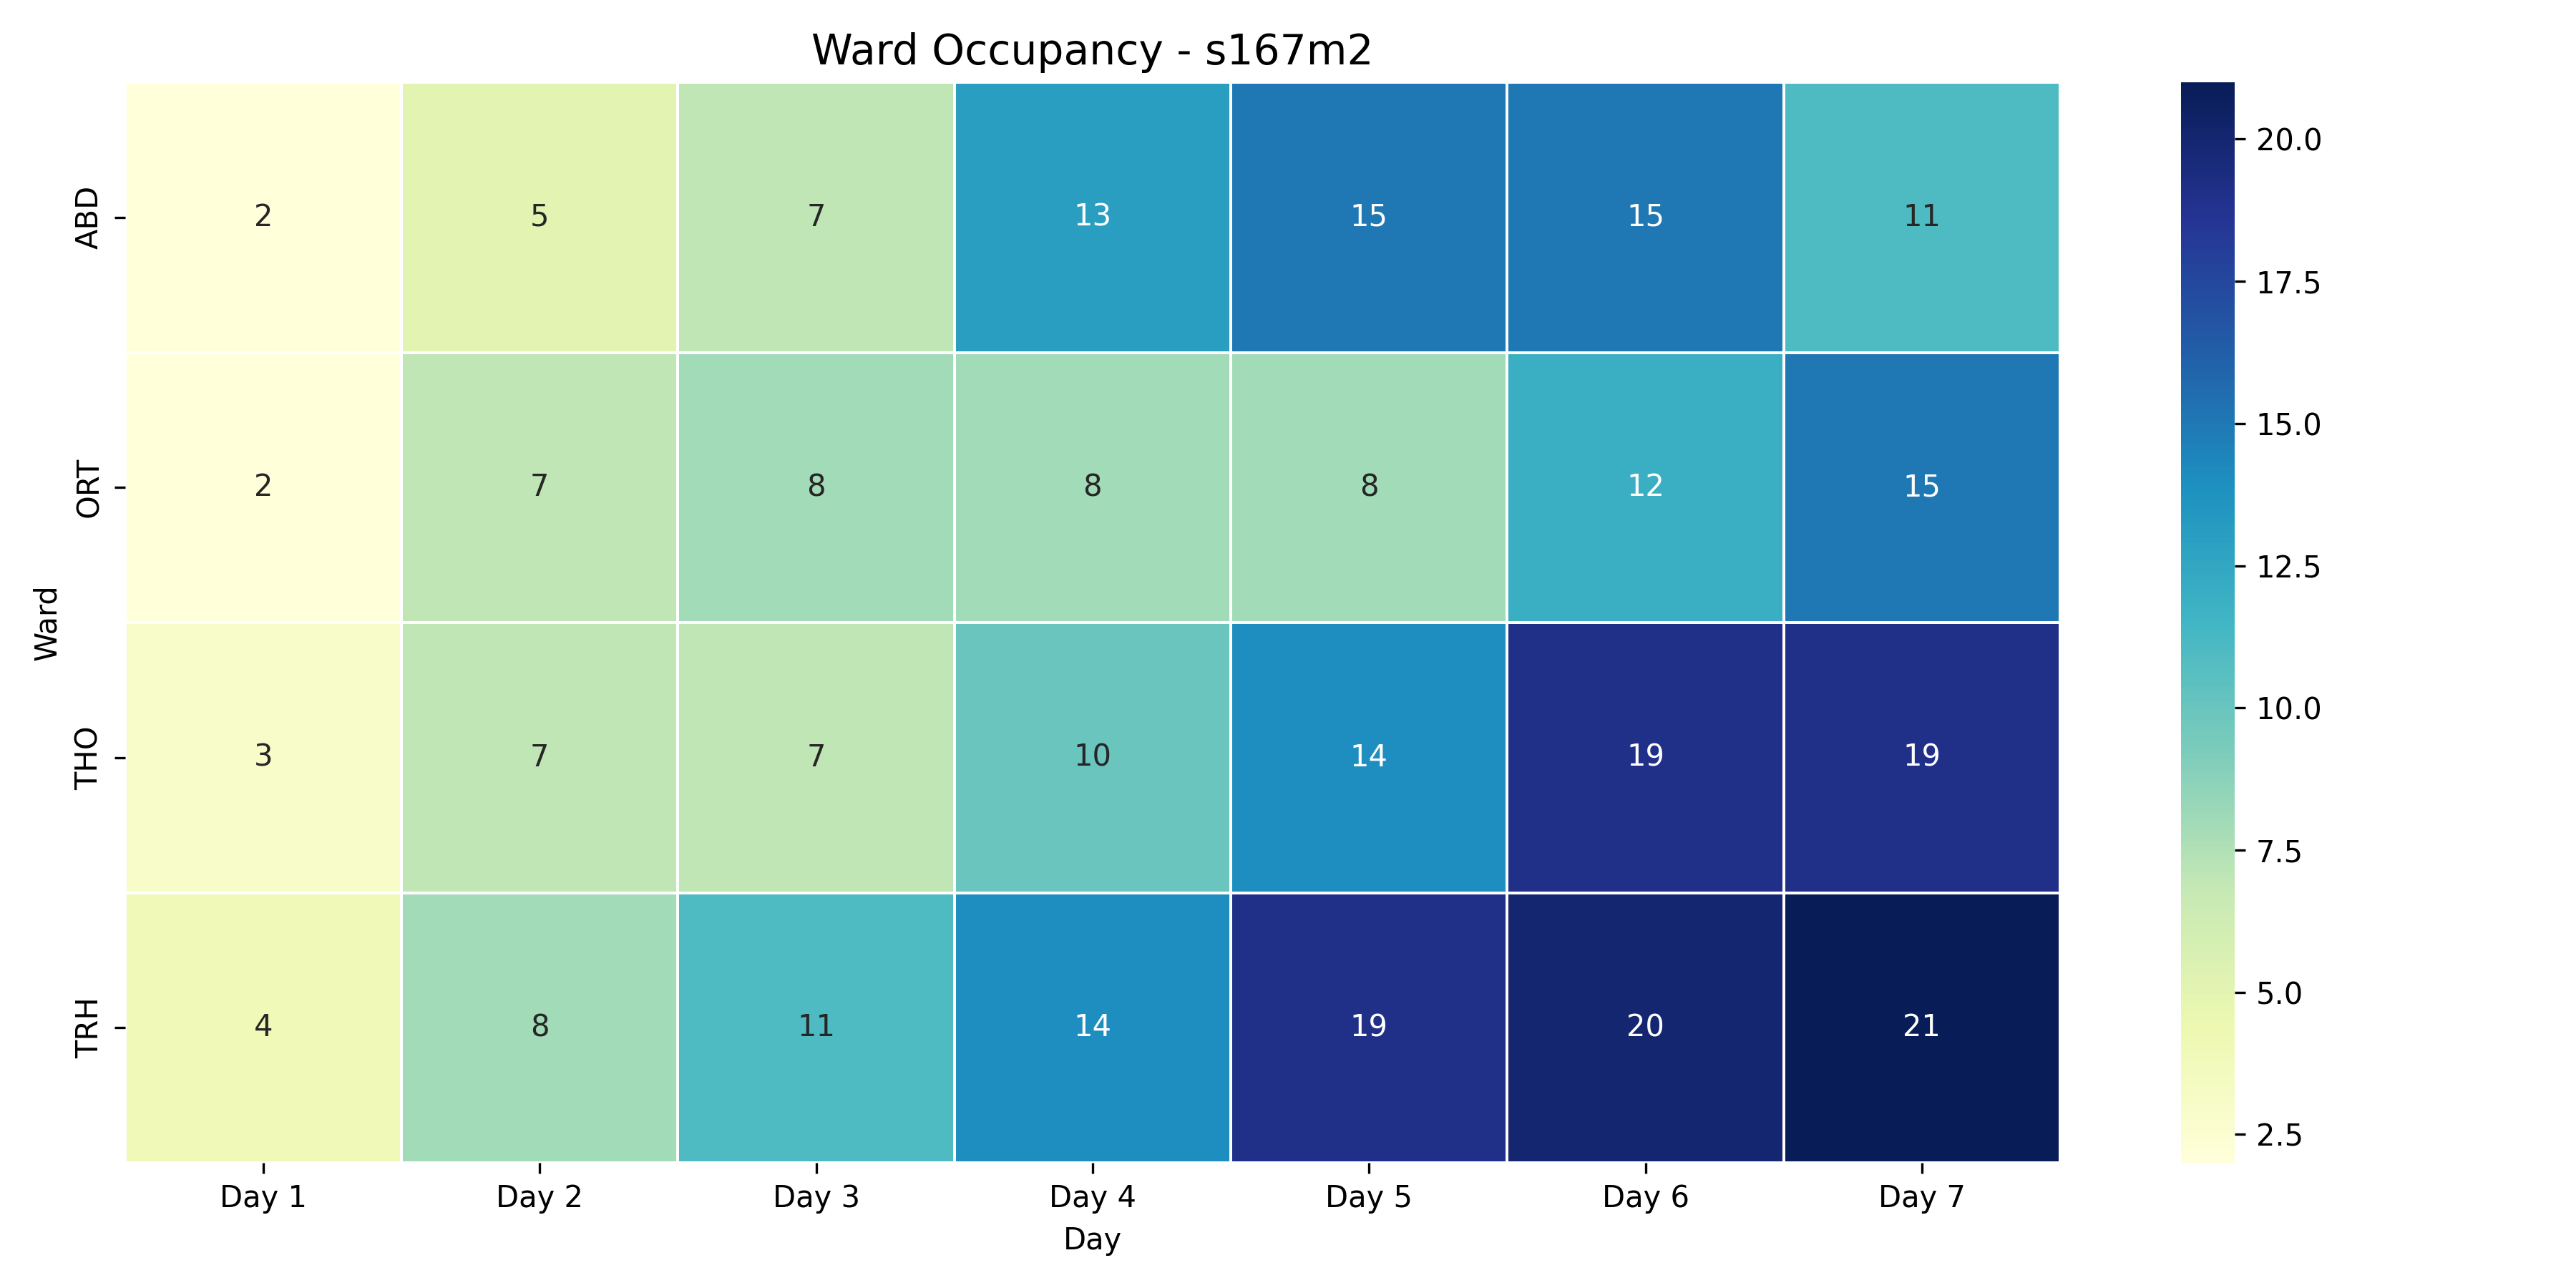 Ward Occupancy - s167m2
Ward
ABD 2 5 7 13 15 15 11
ORT 2 7 8 8 8 12 15
THO 3 7 7 10 14 19 19
TRH 4 8 11 14 19 20 21
Day 1 Day 2 Day 3 Day 4 Day 5 Day 6 Day 7
Day
20.0
17.5
15.0
12.5
10.0
7.5
5.0
2.5